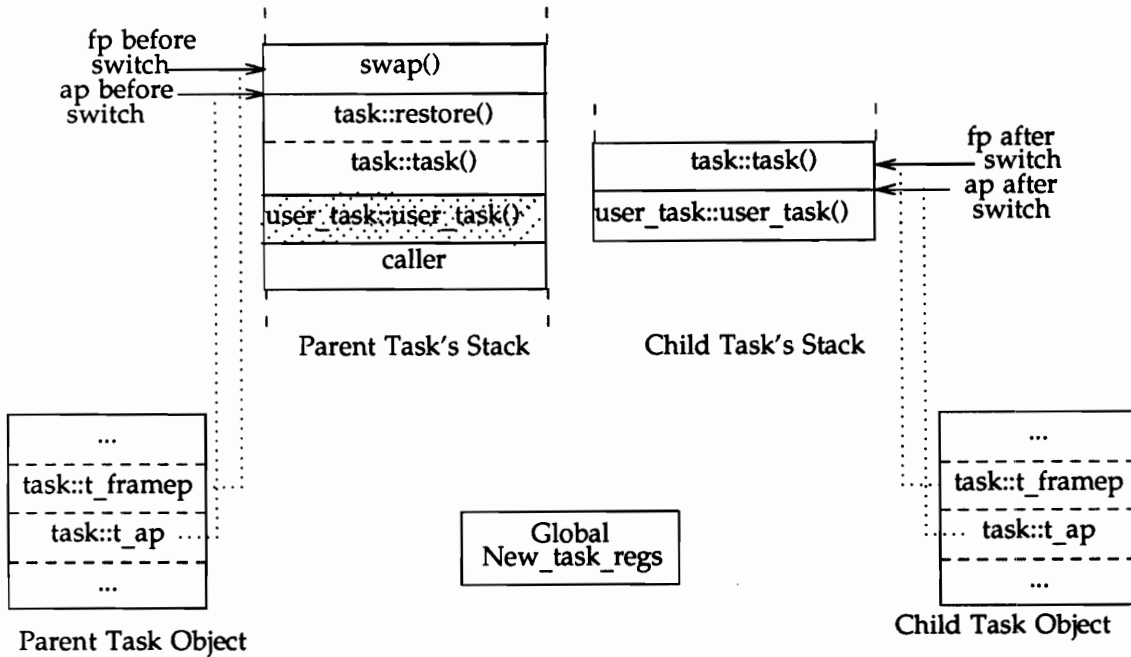 fp before
switch
ap before
switch
swap()
task::restore()
task::task()
user_task::user_task()
caller
Parent Task's Stack
task::task()
user_task::user_task()
fp after
switch
ap after
switch
Child Task's Stack
...
task::t_framep
task::t_ap
...
Parent Task Object
Global
New_task_regs
...
task::t_framep
task::t_ap
...
Child Task Object